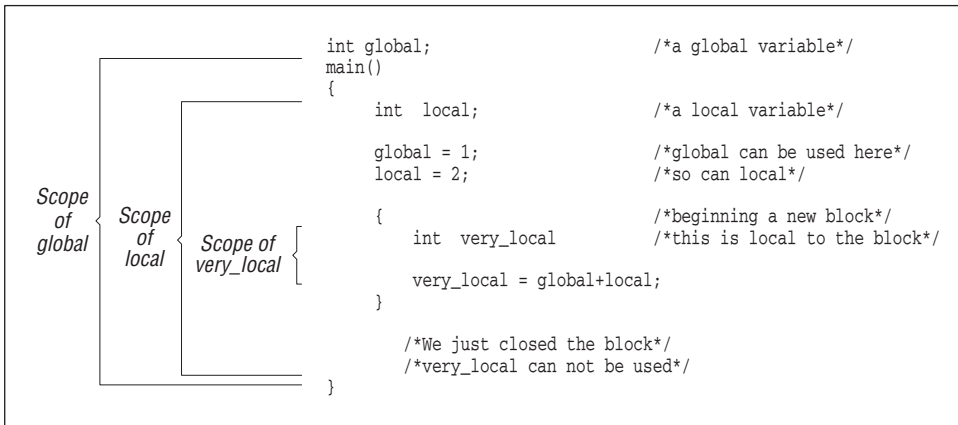 int global; /*a global variable*/
main()
{
int local; /*a local variable*/
global = 1; /*global can be used here*/
local = 2; /*so can local*/
{ /*beginning a new block*/
int very_local /*this is local to the block*/
very_local = global+local;
}
/*We just closed the block*/
/*very_local can not be used*/
}
Scope
of
global
Scope
of
local
Scope of
very_local